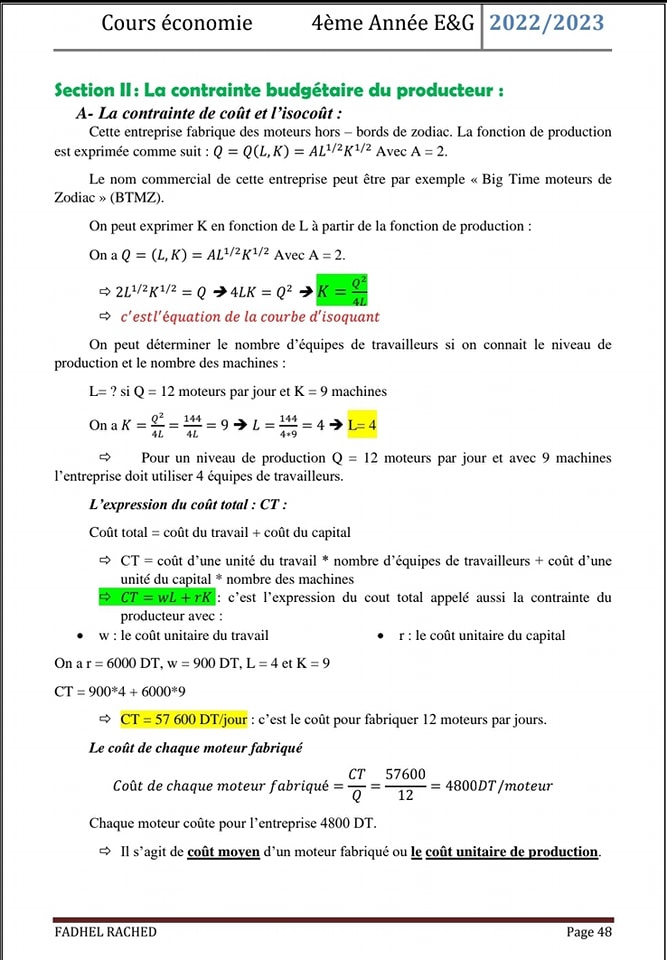 Cours économie 4ème Année E&G 2022/2023
Section II : La contrainte budgétaire du producteur :
A- La contrainte de coût et l'isocoût :
Cette entreprise fabrique des moteurs hors – bords de zodiac. La fonction de production
est exprimée comme suit : Q = Q(L, K) = AL^{1/2}K^{1/2} Avec A = 2.
Le nom commercial de cette entreprise peut être par exemple « Big Time moteurs de
Zodiac » (BTMZ).
On peut exprimer K en fonction de L à partir de la fonction de production :
On a Q = (L, K) = AL^{1/2}K^{1/2} Avec A = 2.
⇨ 2L^{1/2}K^{1/2} = Q ➔ 4LK = Q² ➔ K = Q²/4L
⇨ c'estl'équation de la courbe d'isoquant
On peut déterminer le nombre d'équipes de travailleurs si on connait le niveau de
production et le nombre des machines :
L= ? si Q = 12 moteurs par jour et K = 9 machines
On a K = Q²/4L = 144/4L = 9 ➔ L = 144/4*9 = 4 ➔ L= 4
⇨ Pour un niveau de production Q = 12 moteurs par jour et avec 9 machines
l'entreprise doit utiliser 4 équipes de travailleurs.
L'expression du coût total : CT :
Coût total = coût du travail + coût du capital
⇨ CT = coût d'une unité du travail * nombre d'équipes de travailleurs + coût d'une
unité du capital * nombre des machines
⇨ CT = wL + rK : c'est l'expression du cout total appelé aussi la contrainte du
producteur avec :
• w : le coût unitaire du travail • r : le coût unitaire du capital
On a r = 6000 DT, w = 900 DT, L = 4 et K = 9
CT = 900*4 + 6000*9
⇨ CT = 57 600 DT/jour : c'est le coût pour fabriquer 12 moteurs par jours.
Le coût de chaque moteur fabriqué
Coût de chaque moteur fabriqué = CT/Q = 57600/12 = 4800DT/moteur
Chaque moteur coûte pour l'entreprise 4800 DT.
⇨ Il s'agit de coût moyen d'un moteur fabriqué ou le coût unitaire de production.
FADHEL RACHED Page 48